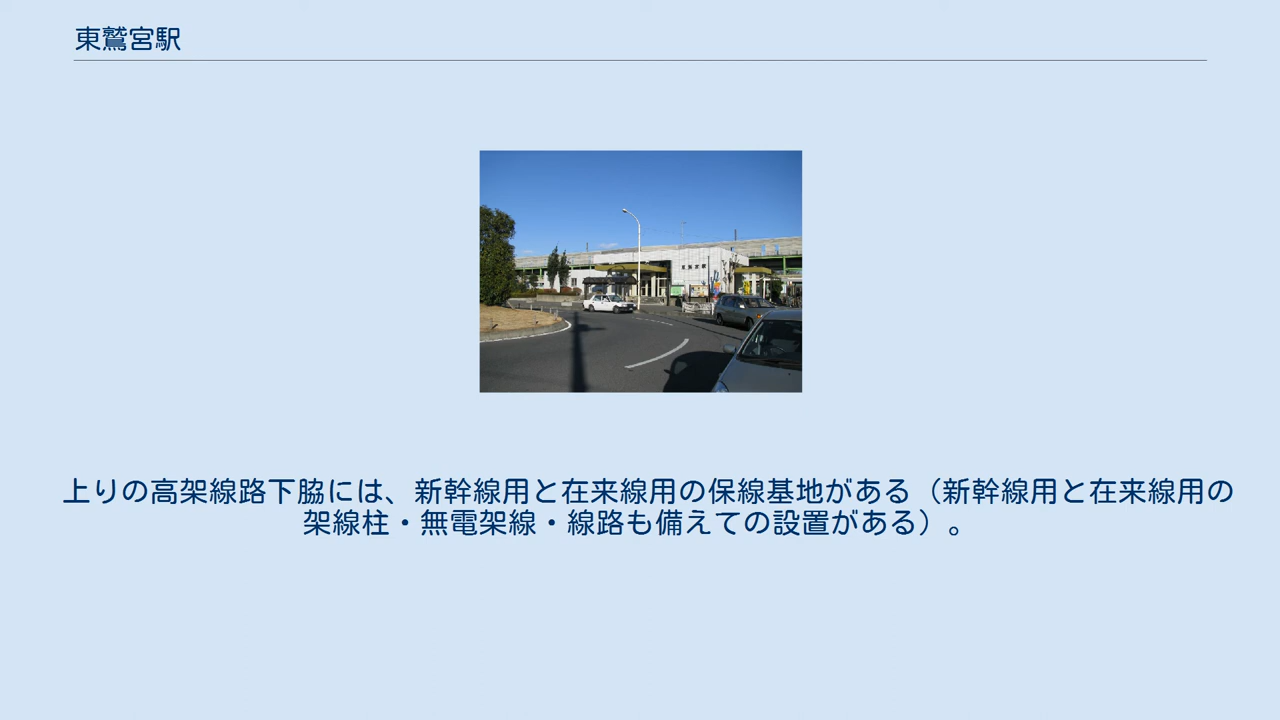 東鷲宮駅
上りの高架線路下脇には、新幹線用と在来線用の保線基地がある（新幹線用と在来線用の
架線柱・無電架線・線路も備えての設置がある）。